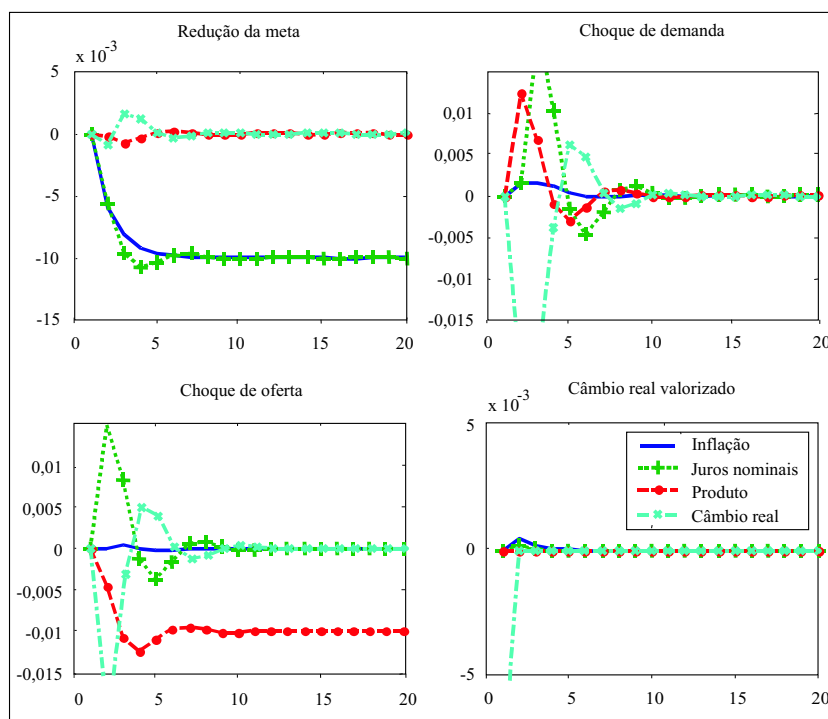 Redução da meta
x 10⁻³
5
0
-5
-10
-15
0 5 10 15 20
Choque de demanda
0,01
0,005
0
-0,005
-0,01
-0,015
0 5 10 15 20
Choque de oferta
0,01
0,005
0
-0,005
-0,01
-0,015
0 5 10 15 20
Câmbio real valorizado
x 10⁻³
5
0
-5
0 5 10 15 20
Inflação
Juros nominais
Produto
Câmbio real